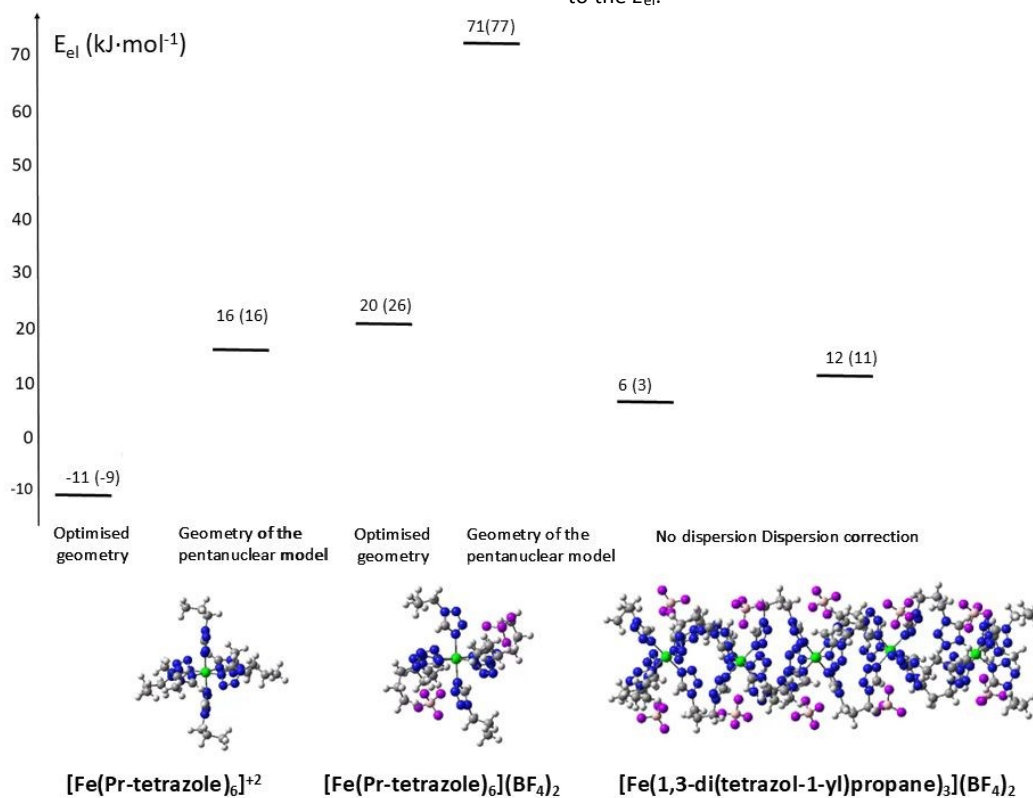 to the Eel.
71(77)
Eel (kJ·mol-1)
70
60
50
40
30
20
10
0
-10
20 (26)
16 (16)
12 (11)
6 (3)
-11 (-9)
Optimised
geometry
Geometry of the
pentanuclear model
Optimised
geometry
Geometry of the
pentanuclear model
No dispersion Dispersion correction
[Fe(Pr-tetrazole)6]+2
[Fe(Pr-tetrazole)6](BF4)2
[Fe(1,3-di(tetrazol-1-yl)propane)3](BF4)2